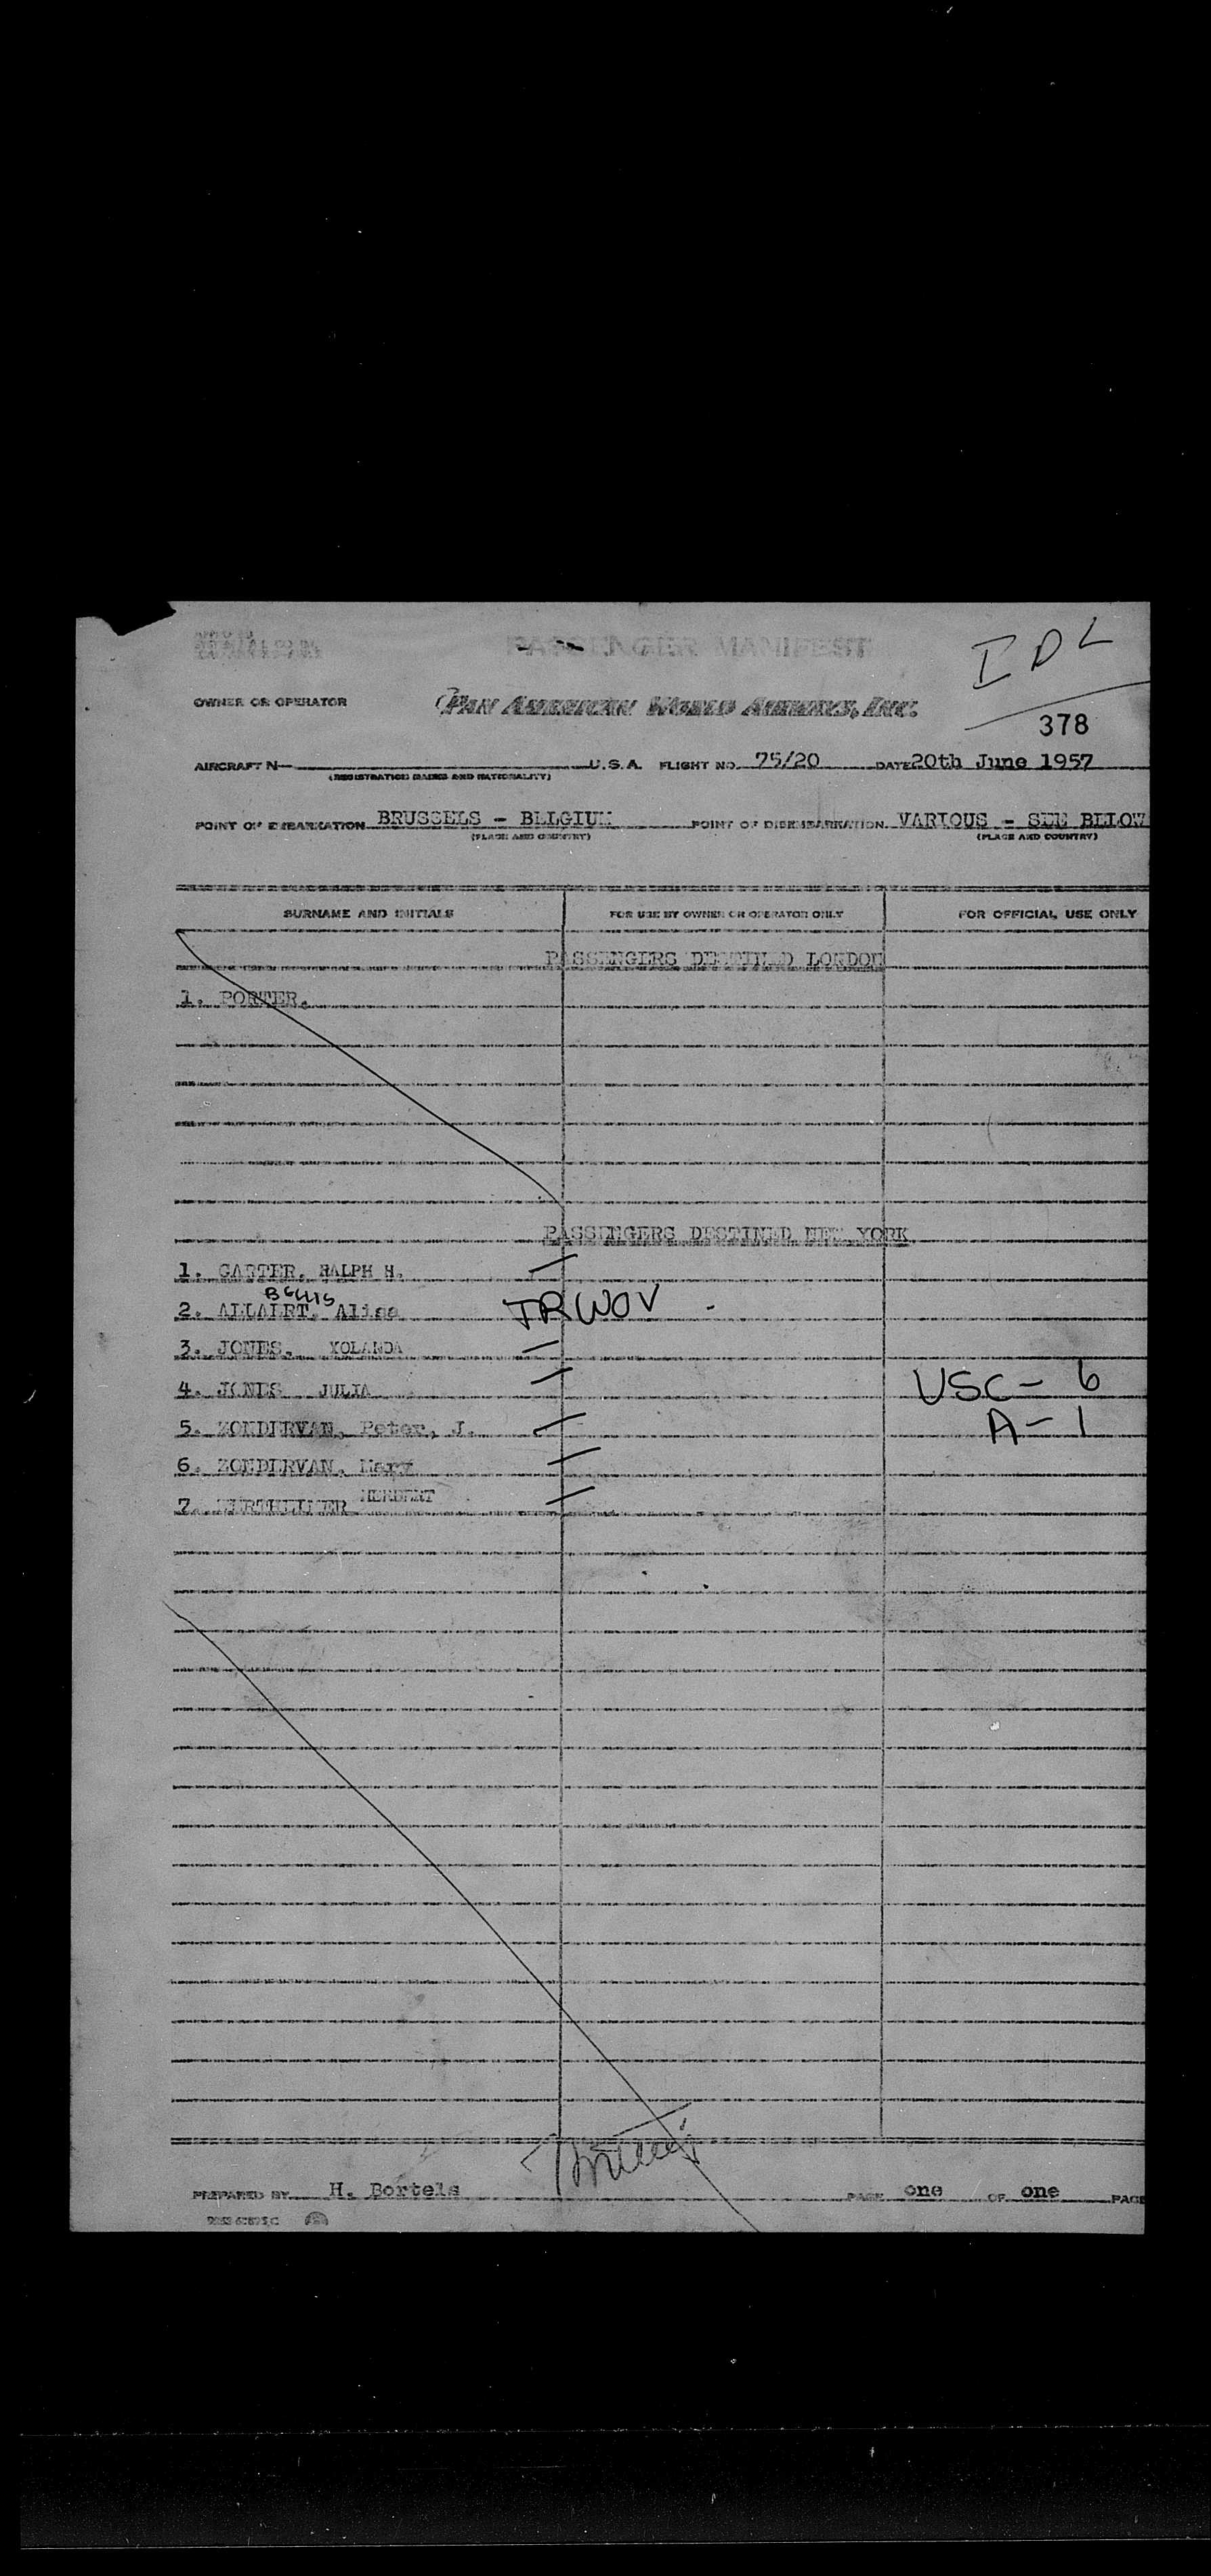 PASSENGER MANIFEST
IDL
OWNER OR OPERATOR PAN AMERICAN WORLD AIRWAYS, INC.
378
AIRCRAFT N U.S.A. FLIGHT NO. 75/20 DATE 20th June 1957
(REGISTRATION MARKS AND NATIONALITY)
POINT OF EMBARKATION BRUSSELS - BELGIUM POINT OF DISEMBARKATION VARIOUS - SEE BELOW
(PLACE AND COUNTRY) (PLACE AND COUNTRY)
SURNAME AND INITIALS FOR USE BY OWNER OR OPERATOR ONLY FOR OFFICIAL USE ONLY
PASSENGERS DESTINED LONDON
1. PORTER.
PASSENGERS DESTINED NEW YORK
1. CARTER, RALPH H.
2. Alisa TRWOV
3. JONES, YOLANDA
4. JONES JULIA USC - 6
5. ZONDERVAN, Peter, J. A - 1
6. ZONDERVAN, Mary
7. WERTHEIMER HERBERT
PREPARED BY H. Bortels PAGE one OF one PAGE